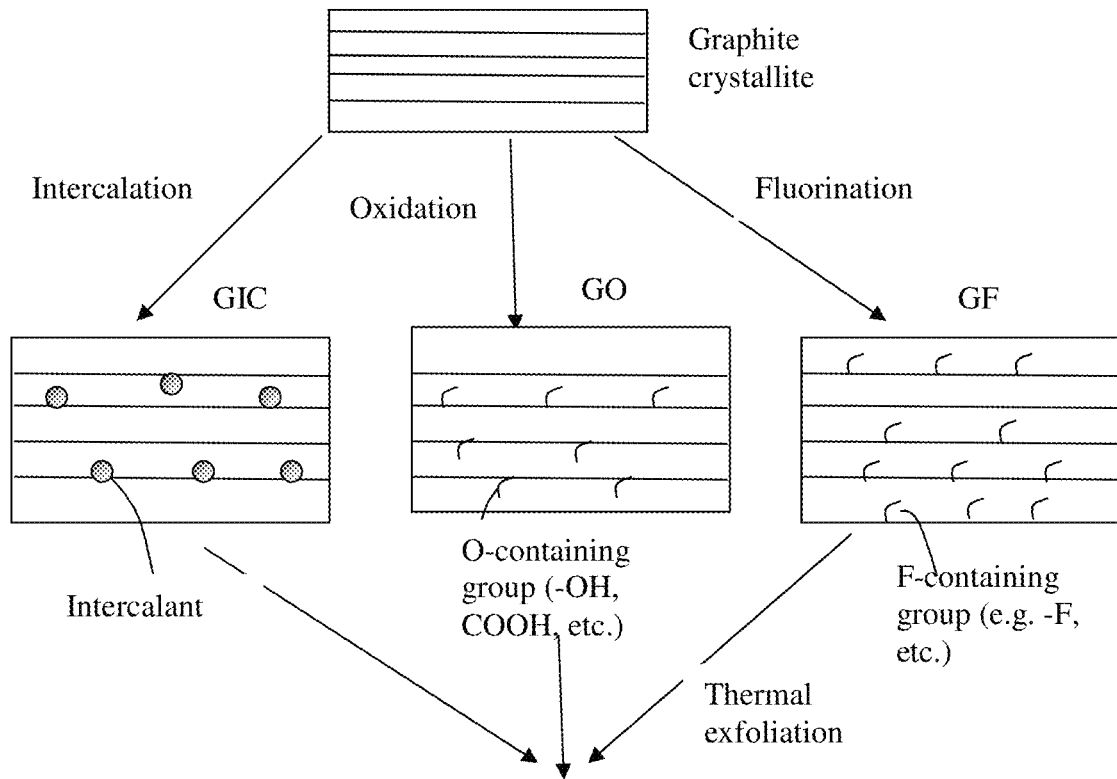 Graphite
crystallite
Intercalation
Oxidation
Fluorination
GIC
GO
GF
Intercalant
O-containing
group (-OH,
COOH, etc.)
F-containing
group (e.g. -F,
etc.)
Thermal
exfoliation